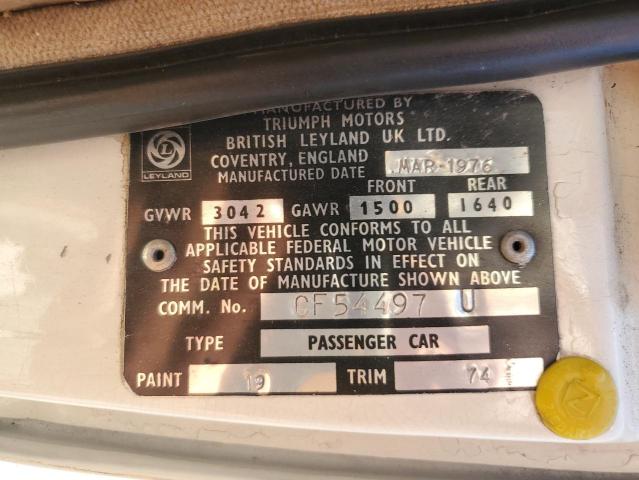 MANUFACTURED BY
TRIUMPH MOTORS
BRITISH LEYLAND UK LTD.
COVENTRY, ENGLAND
MANUFACTURED DATE MAR-1976
L
LEYLAND
FRONT REAR
GVWR 3042 GAWR 1500 1640
THIS VEHICLE CONFORMS TO ALL
APPLICABLE FEDERAL MOTOR VEHICLE
SAFETY STANDARDS IN EFFECT ON
THE DATE OF MANUFACTURE SHOWN ABOVE
COMM. No. CF54497 U
TYPE PASSENGER CAR
PAINT 19 TRIM 74